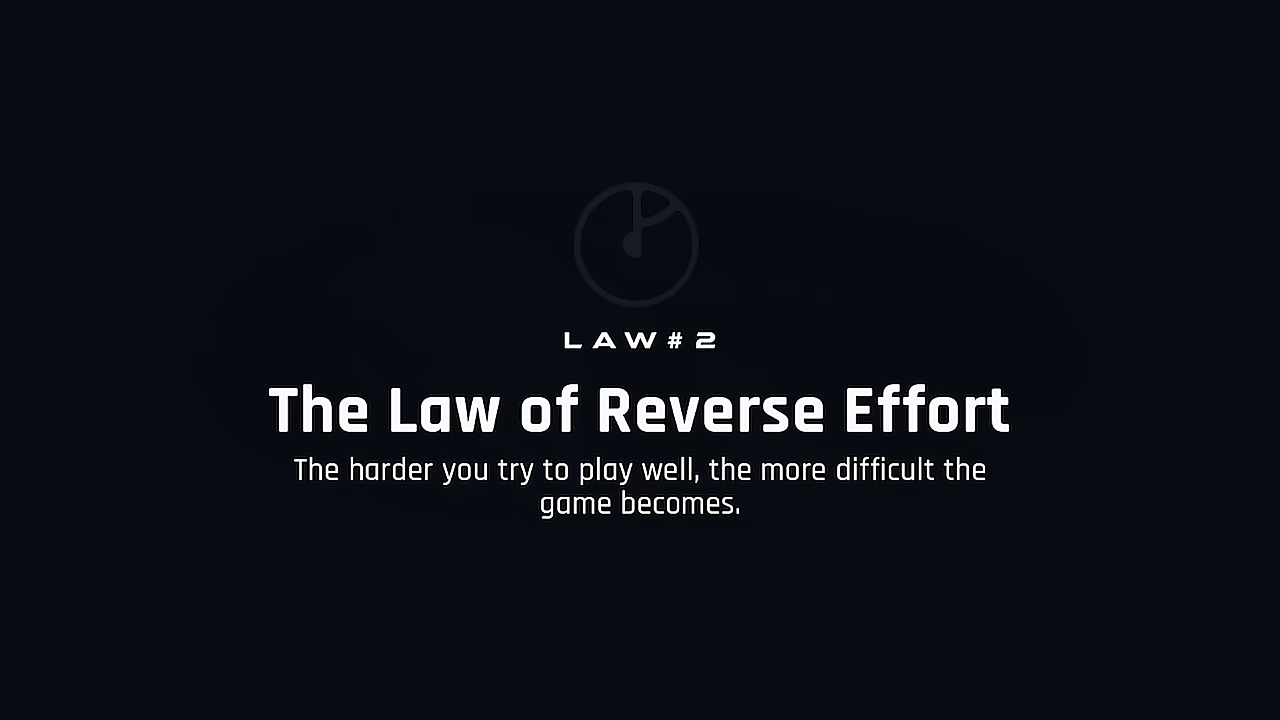 LAW#2
The Law of Reverse Effort
The harder you try to play well, the more difficult the
game becomes.